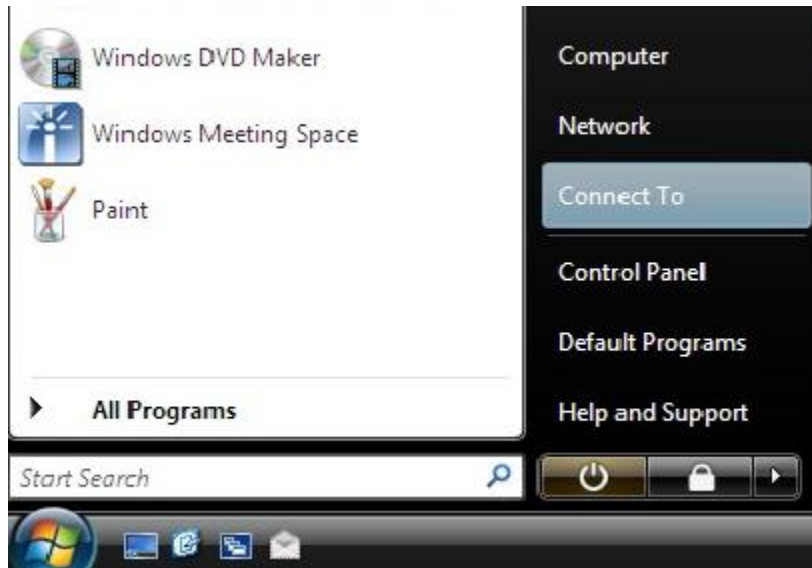 Windows DVD Maker
Windows Meeting Space
Paint
All Programs
Start Search
Computer
Network
Connect To
Control Panel
Default Programs
Help and Support